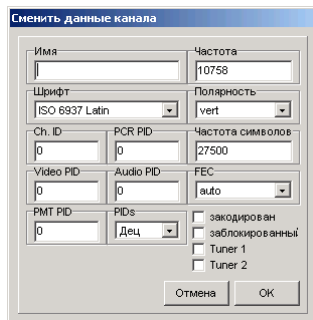 Сменить данные канала
Имя
Частота
10758
Шрифт
Полярность
ISO 6937 Latin
vert
Ch. ID
PCR PID
Частота символов
0
0
27500
Video PID
Audio PID
FEC
0
0
auto
PMT PID
PIDs
0
Дец
закодирован
заблокированный
Tuner 1
Tuner 2
Отмена
OK